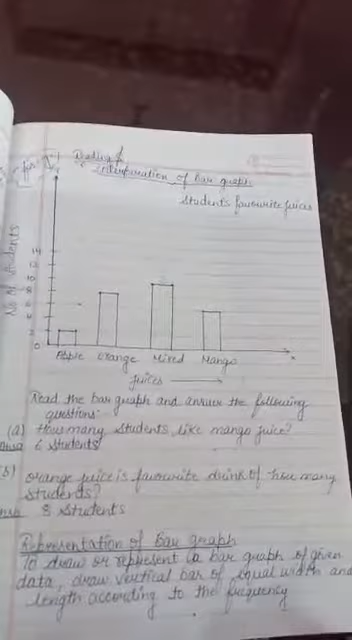 Reading &
Interpretation of bar graph
Students favourite juices
No. of students
14
12
10
8
6
4
2
0
Apple Orange Mixed Mango
Juices
Read the bar graph and answer the following
questions:
(a) How many students like mango juice?
Ans 6 students
(b) orange juice is favourite drink of how many
students?
Ans 8 students
Representation of Bar graph
To draw or represent a bar graph of given
data, draw vertical bar of equal width and
length according to the frequency